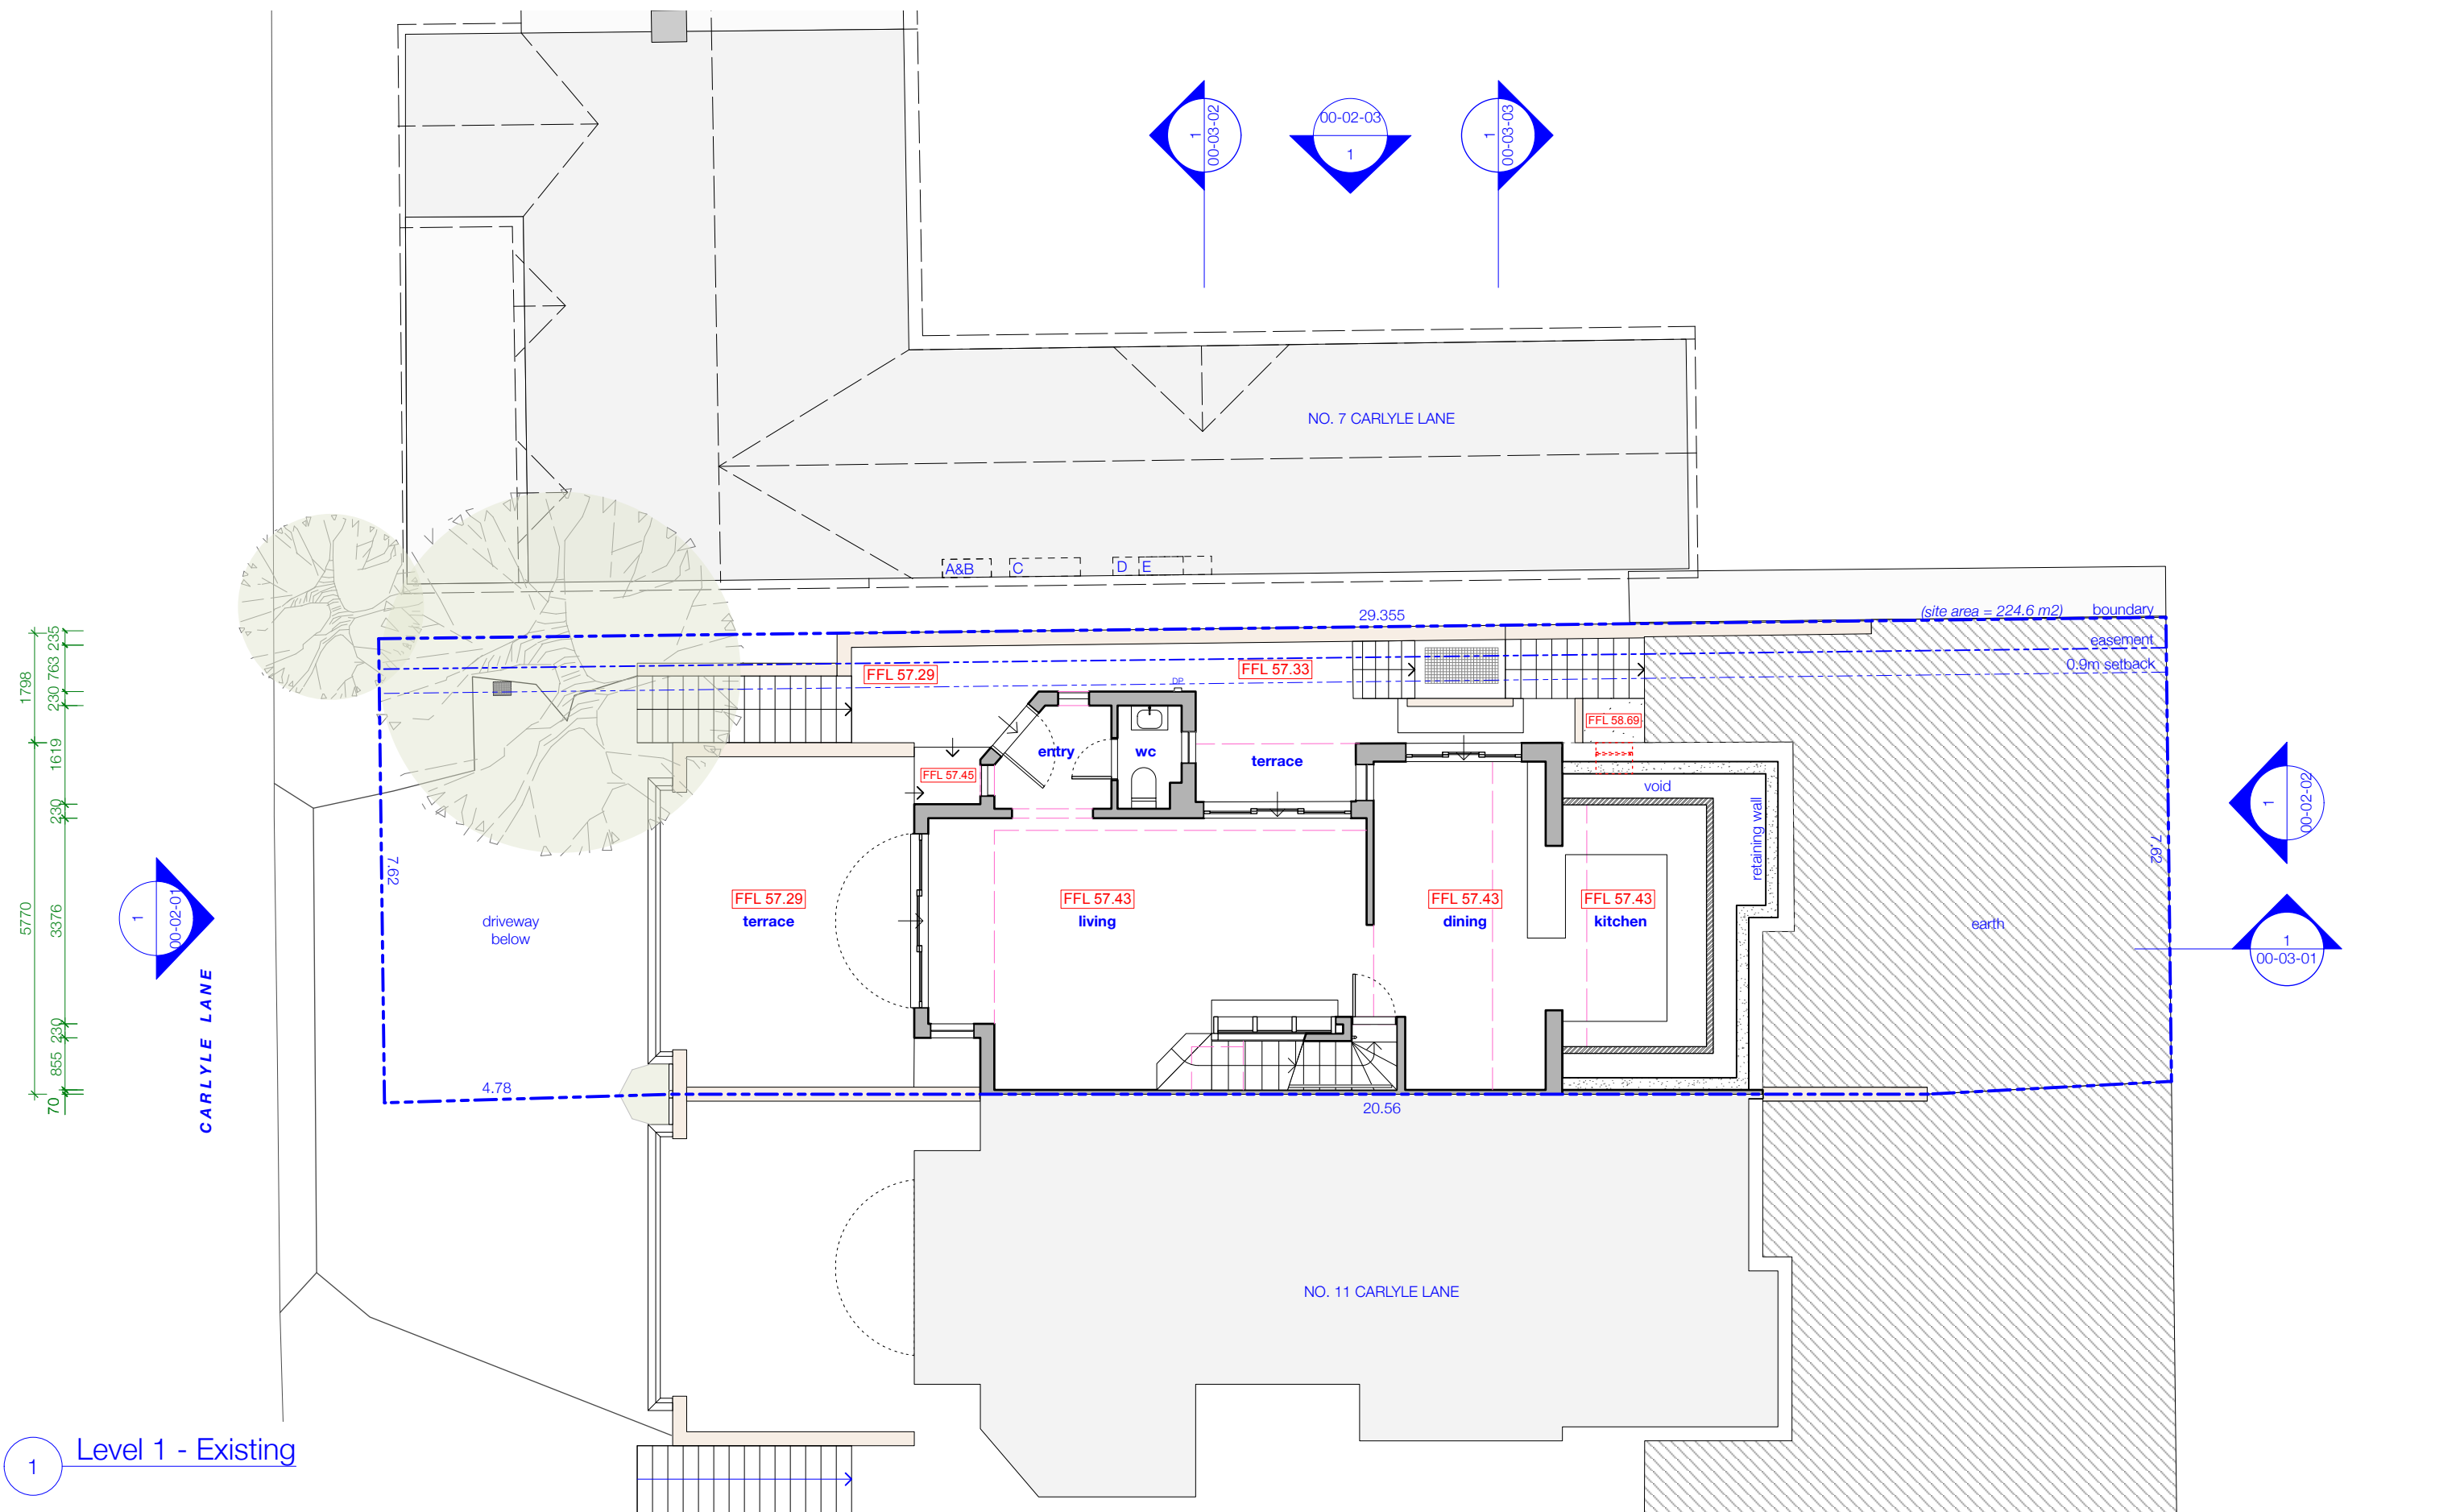 00-02-03
1
1
00-03-02
1
00-03-03
NO. 7 CARLYLE LANE
A&B
C
D
E
29.355
(site area = 224.6 m2)
boundary
easement
0.9m setback
235
763
230
1798
1619
230
5770
3376
230
855
70
FFL 57.29
FFL 57.33
DP
FFL 58.69
entry
wc
terrace
FFL 57.45
void
retaining wall
7.62
7.62
1
00-02-01
1
00-02-02
FFL 57.29
terrace
FFL 57.43
living
FFL 57.43
dining
FFL 57.43
kitchen
driveway
below
earth
1
00-03-01
CARLYLE LANE
4.78
20.56
NO. 11 CARLYLE LANE
1
Level 1 - Existing